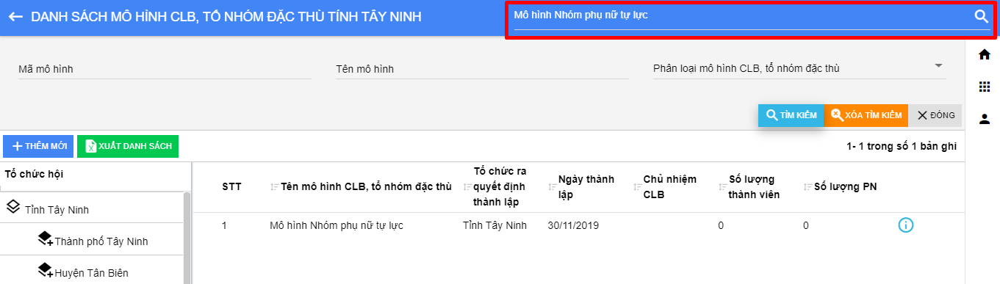 DANH SÁCH MÔ HÌNH CLB, TỔ NHÓM ĐẶC THÙ TỈNH TÂY NINH
Mô hình Nhóm phụ nữ tự lực
Mã mô hình
Tên mô hình
Phân loại mô hình CLB, tổ nhóm đặc thù
TÌM KIẾM
XÓA TÌM KIẾM
ĐÓNG
THÊM MỚI
XUẤT DANH SÁCH
1- 1 trong số 1 bản ghi
Tổ chức hội
Tỉnh Tây Ninh
Thành phố Tây Ninh
Huyện Tân Biên
STT
Tên mô hình CLB, tổ nhóm đặc thù
Tổ chức ra
quyết định
thành lập
Ngày thành
lập
Chủ nhiệm
CLB
Số lượng
thành viên
Số lượng PN
1 Mô hình Nhóm phụ nữ tự lực Tỉnh Tây Ninh 30/11/2019 0 0